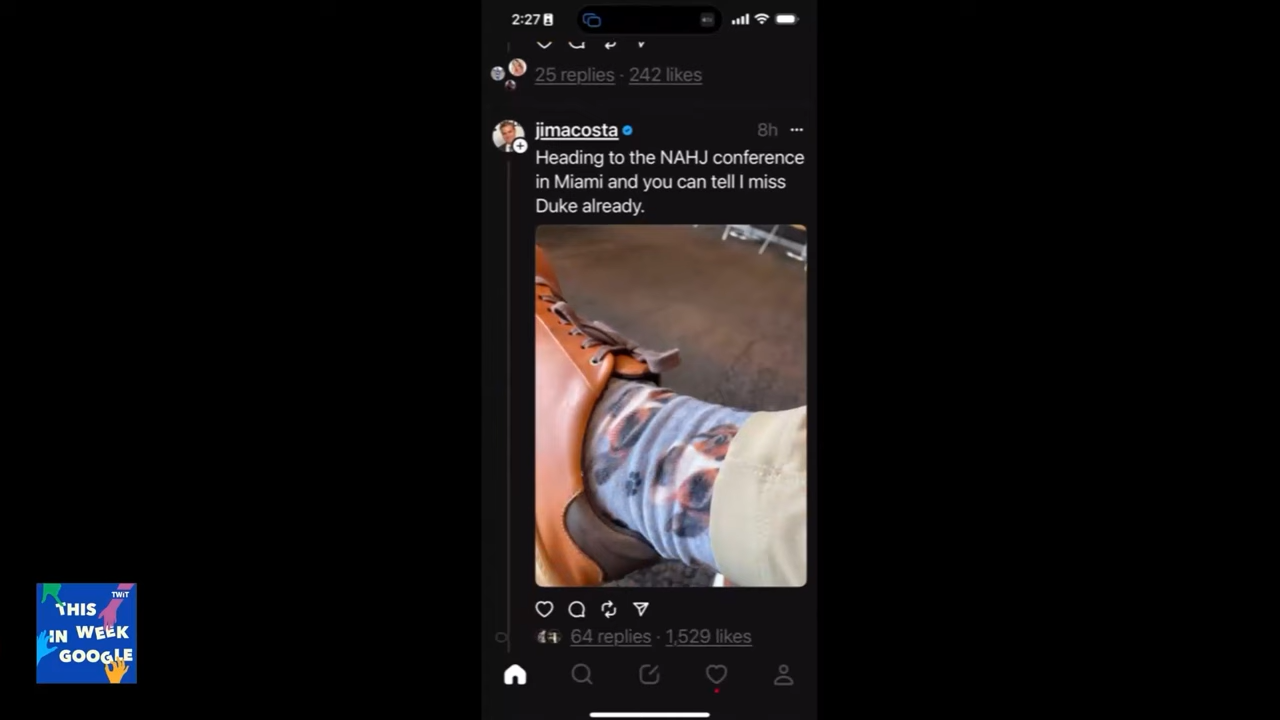 2:27
25 replies · 242 likes
jimacosta
8h
Heading to the NAHJ conference
in Miami and you can tell I miss
Duke already.
64 replies · 1,529 likes
TWiT
THIS
IN WEEK
GOOGLE